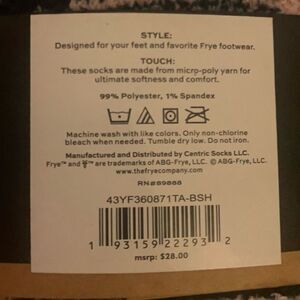 STYLE:
Designed for your feet and favorite Frye footwear.
TOUCH:
These socks are made from micro-poly yarn for
ultimate softness and comfort.
99% Polyester, 1% Spandex
Machine wash with like colors. Only non-chlorine
bleach when needed. Tumble dry low. Do not iron.
Manufactured and Distributed by Centric Socks LLC.
Frye™ and ™ are trademarks of ABG-Frye, LLC. © ABG-Frye, LLC.
www.thefryecompany.com
RN#89888
43YF360871TA-BSH
1 93159 22293 2
msrp: $28.00